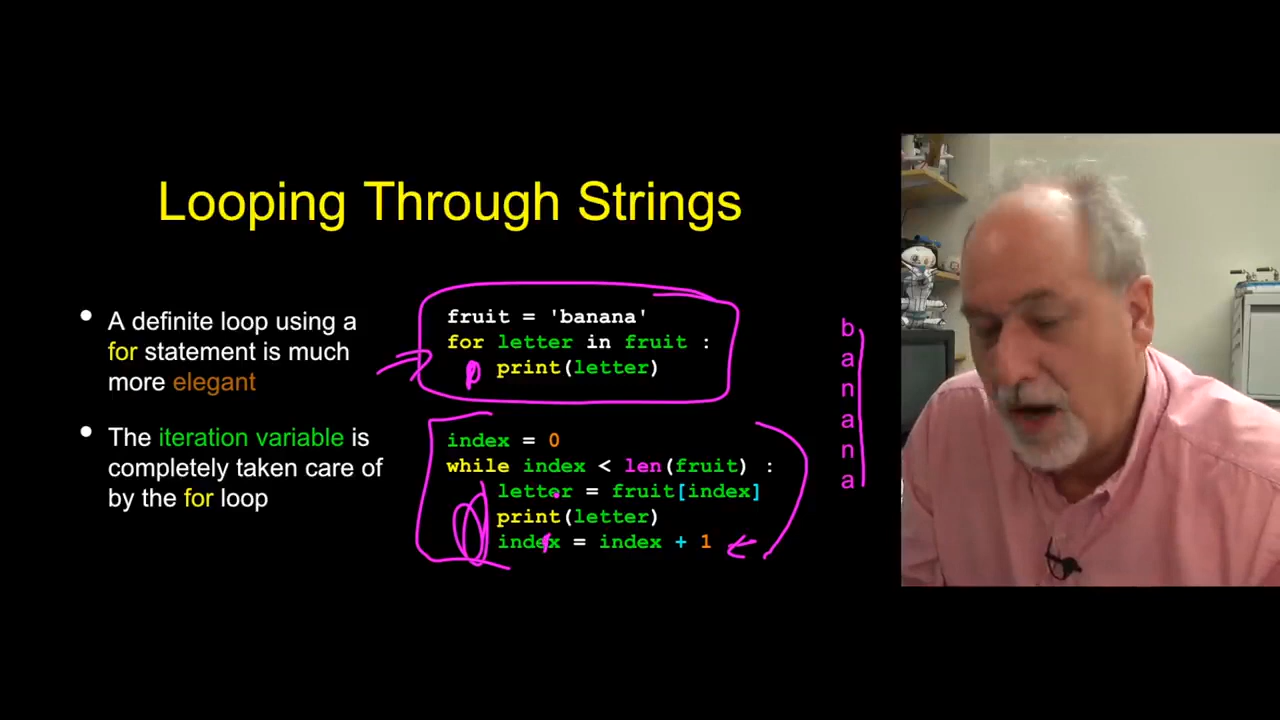 Looping Through Strings
• A definite loop using a
for statement is much
more elegant
• The iteration variable is
completely taken care of
by the for loop
fruit = 'banana'
for letter in fruit :
print(letter)
index = 0
while index < len(fruit) :
letter = fruit[index]
print(letter)
index = index + 1
b
a
n
a
n
a